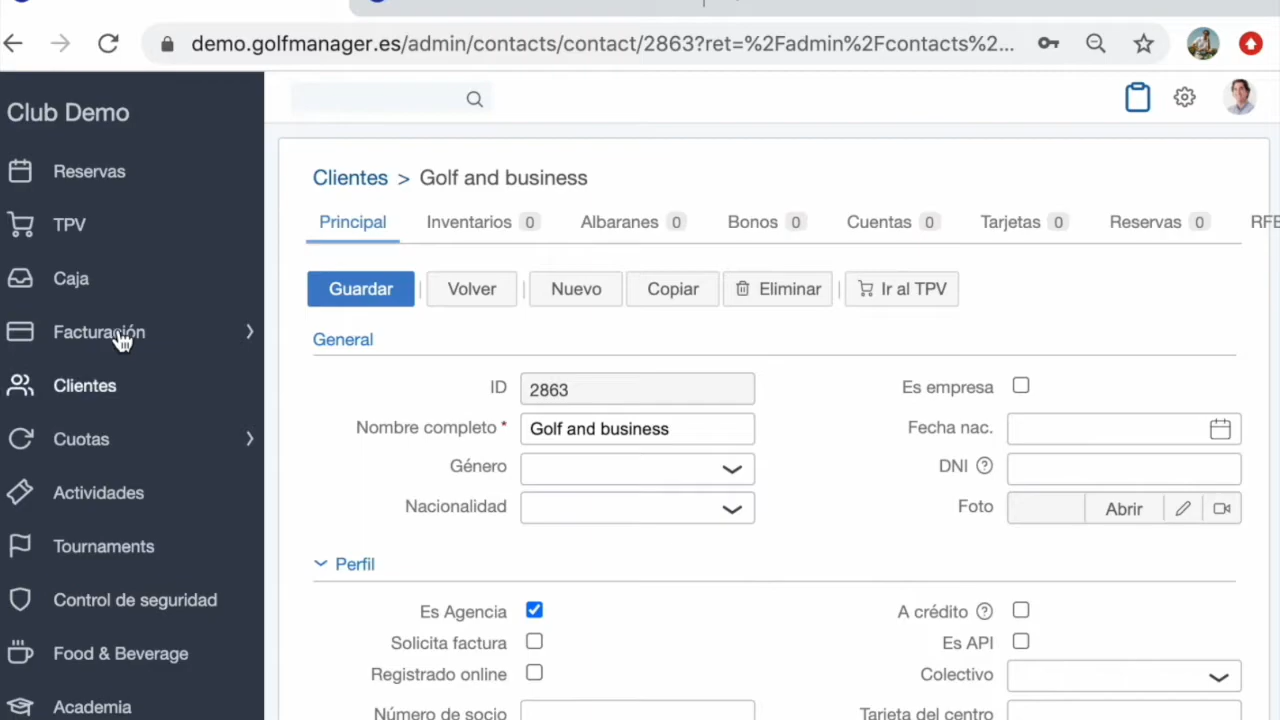 demo.golfmanager.es/admin/contacts/contact/2863?ret=%2Fadmin%2Fcontacts%2...
Club Demo
Reservas
TPV
Caja
Facturación
Clientes
Cuotas
Actividades
Tournaments
Control de seguridad
Food & Beverage
Academia
Clientes > Golf and business
Principal Inventarios 0 Albaranes 0 Bonos 0 Cuentas 0 Tarjetas 0 Reservas 0 RFE
Guardar Volver Nuevo Copiar Eliminar Ir al TPV
General
ID 2863 Es empresa
Nombre completo * Golf and business Fecha nac.
Género DNI
Nacionalidad Foto Abrir
Perfil
Es Agencia A crédito
Solicita factura Es API
Registrado online Colectivo
Número de socio Tarjeta del centro